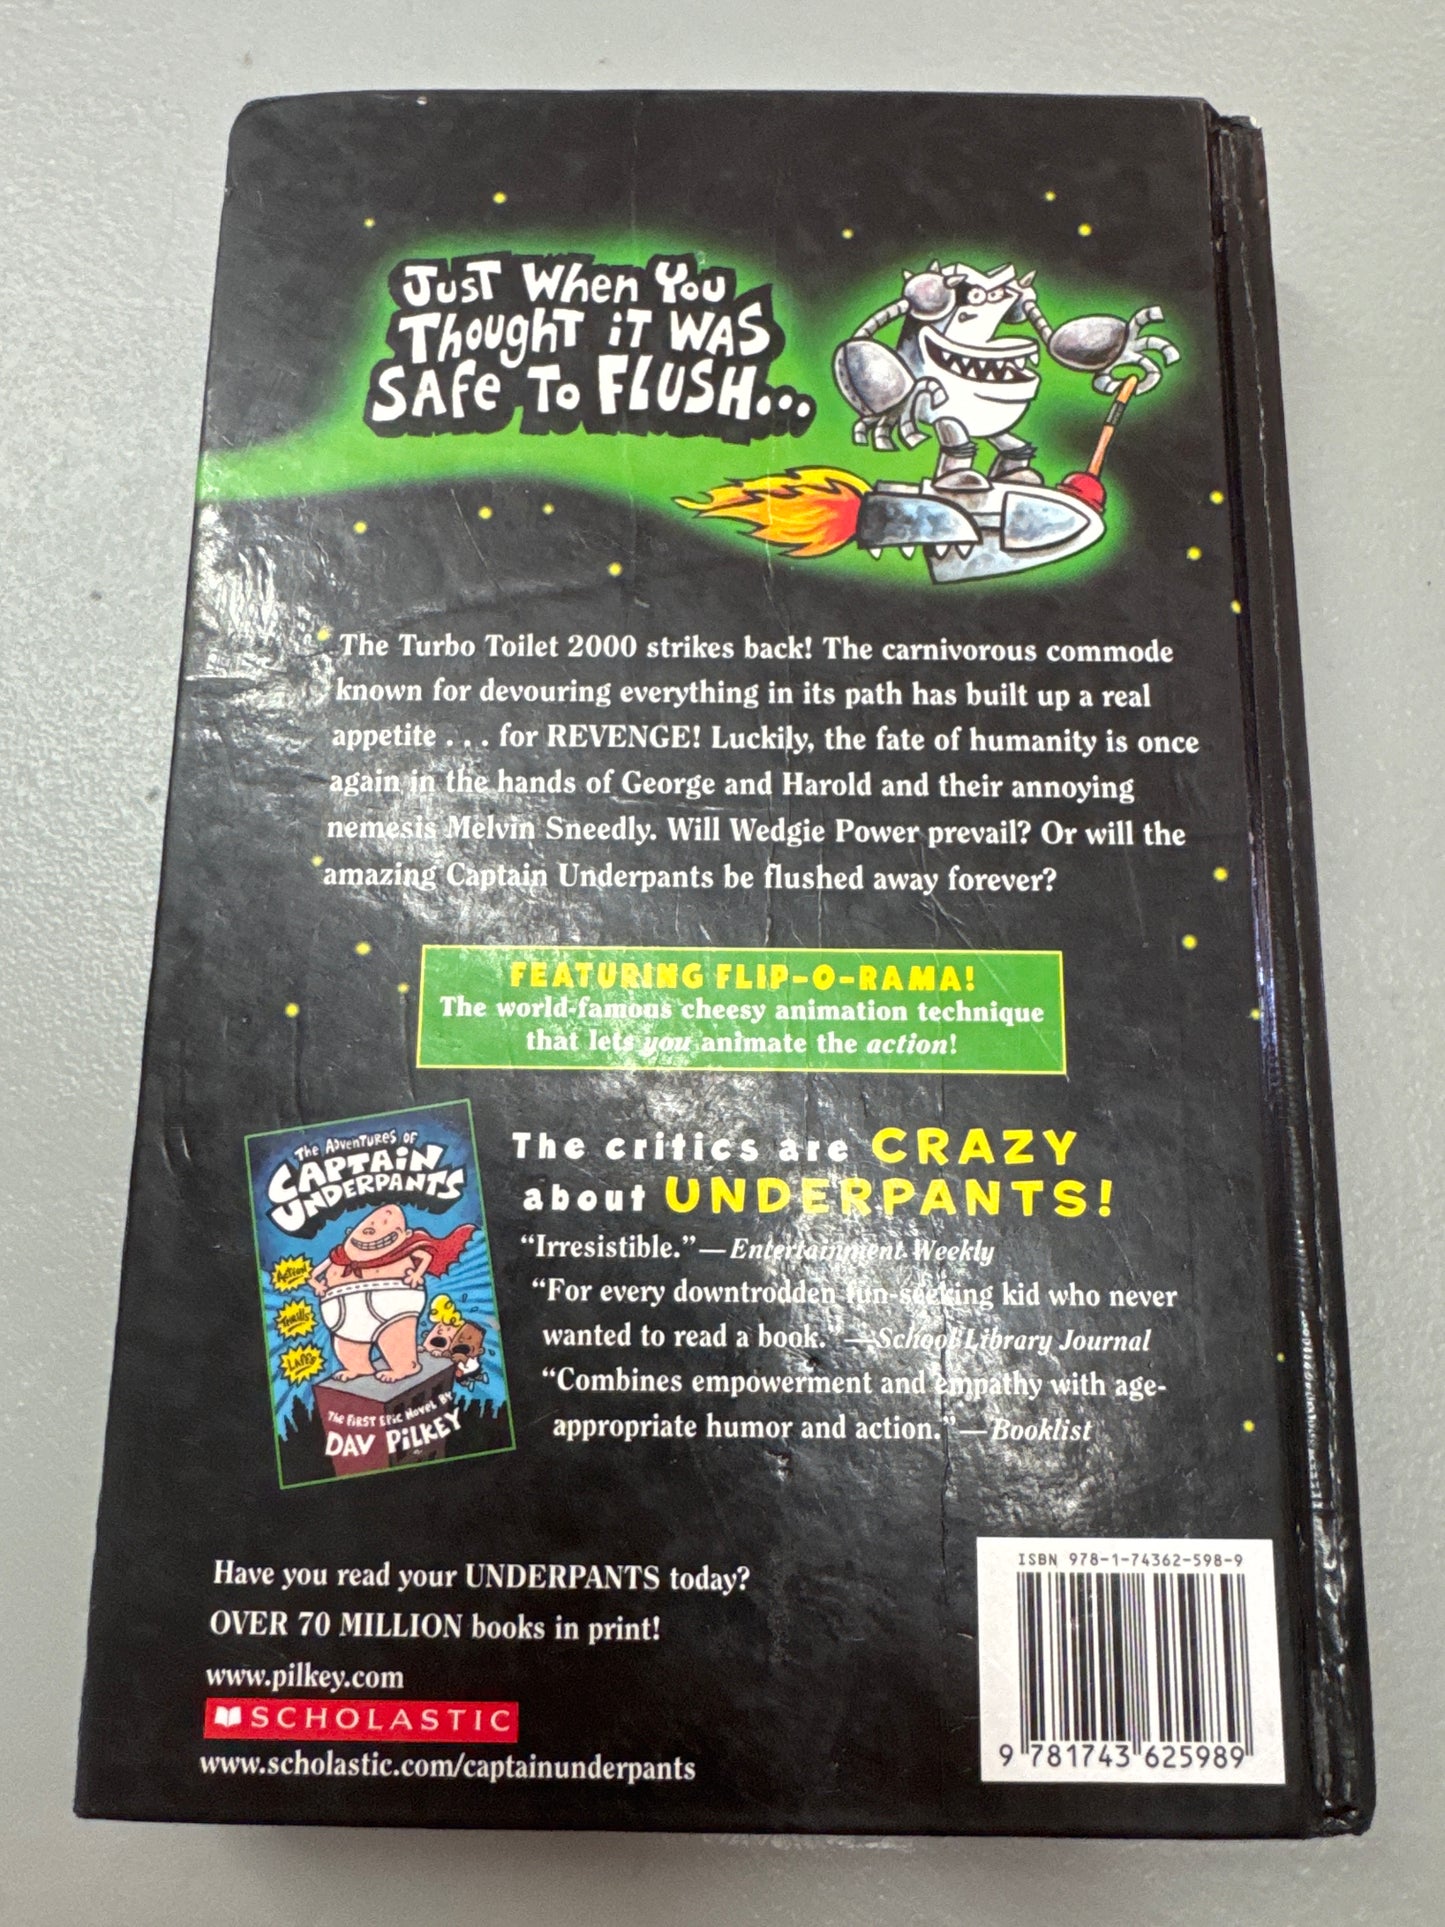 JUST WHEN YOU
THOUGHT IT WAS
SAFE TO FLUSH...
The Turbo Toilet 2000 strikes back! The carnivorous commode
known for devouring everything in its path has built up a real
appetite . . . for REVENGE! Luckily, the fate of humanity is once
again in the hands of George and Harold and their annoying
nemesis Melvin Sneedly. Will Wedgie Power prevail? Or will the
amazing Captain Underpants be flushed away forever?
FEATURING FLIP-O-RAMA!
The world-famous cheesy animation technique
that lets you animate the action!
THE ADVENTURES OF
CAPTAIN
UNDERPANTS
ACTION!
THRILLS!
LAFFS!
THE FIRST EPIC NOVEL BY
DAV PILKEY
The critics are CRAZY
about UNDERPANTS!
“Irresistible.”—Entertainment Weekly
“For every downtrodden fun-seeking kid who never
wanted to read a book.”—School Library Journal
“Combines empowerment and empathy with age-
appropriate humor and action.”—Booklist
Have you read your UNDERPANTS today?
OVER 70 MILLION books in print!
www.pilkey.com
SCHOLASTIC
www.scholastic.com/captainunderpants
ISBN 978-1-74362-598-9
9 781743 625989